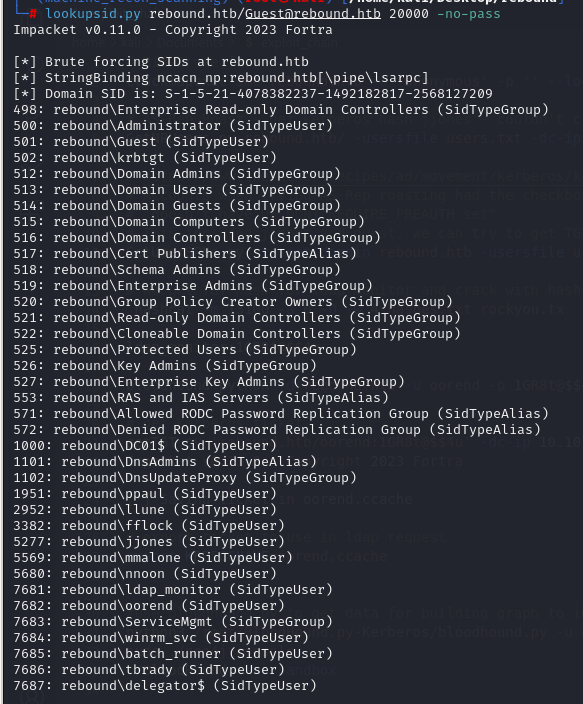 └─# lookupsid.py rebound.htb/Guest@rebound.htb 20000 -no-pass
Impacket v0.11.0 - Copyright 2023 Fortra
[*] Brute forcing SIDs at rebound.htb
[*] StringBinding ncacn_np:rebound.htb[\pipe\lsarpc]
[*] Domain SID is: S-1-5-21-4078382237-1492182817-2568127209
498: rebound\Enterprise Read-only Domain Controllers (SidTypeGroup)
500: rebound\Administrator (SidTypeUser)
501: rebound\Guest (SidTypeUser)
502: rebound\krbtgt (SidTypeUser)
512: rebound\Domain Admins (SidTypeGroup)
513: rebound\Domain Users (SidTypeGroup)
514: rebound\Domain Guests (SidTypeGroup)
515: rebound\Domain Computers (SidTypeGroup)
516: rebound\Domain Controllers (SidTypeGroup)
517: rebound\Cert Publishers (SidTypeAlias)
518: rebound\Schema Admins (SidTypeGroup)
519: rebound\Enterprise Admins (SidTypeGroup)
520: rebound\Group Policy Creator Owners (SidTypeGroup)
521: rebound\Read-only Domain Controllers (SidTypeGroup)
522: rebound\Cloneable Domain Controllers (SidTypeGroup)
525: rebound\Protected Users (SidTypeGroup)
526: rebound\Key Admins (SidTypeGroup)
527: rebound\Enterprise Key Admins (SidTypeGroup)
553: rebound\RAS and IAS Servers (SidTypeAlias)
571: rebound\Allowed RODC Password Replication Group (SidTypeAlias)
572: rebound\Denied RODC Password Replication Group (SidTypeAlias)
1000: rebound\DC01$ (SidTypeUser)
1101: rebound\DnsAdmins (SidTypeAlias)
1102: rebound\DnsUpdateProxy (SidTypeGroup)
1951: rebound\ppaul (SidTypeUser)
2952: rebound\llune (SidTypeUser)
3382: rebound\fflock (SidTypeUser)
5277: rebound\jjones (SidTypeUser)
5569: rebound\mmalone (SidTypeUser)
5680: rebound\nnoon (SidTypeUser)
7681: rebound\ldap_monitor (SidTypeUser)
7682: rebound\oorend (SidTypeUser)
7683: rebound\ServiceMgmt (SidTypeGroup)
7684: rebound\winrm_svc (SidTypeUser)
7685: rebound\batch_runner (SidTypeUser)
7686: rebound\tbrady (SidTypeUser)
7687: rebound\delegator$ (SidTypeUser)